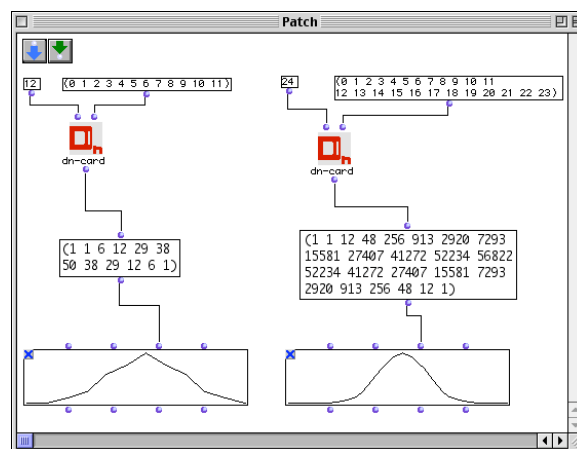 Patch
12
(0 1 2 3 4 5 6 7 8 9 10 11)
24
(0 1 2 3 4 5 6 7 8 9 10 11
12 13 14 15 16 17 18 19 20 21 22 23)
n
dn-card
n
dn-card
(1 1 6 12 29 38
50 38 29 12 6 1)
(1 1 12 48 256 913 2920 7293
15581 27407 41272 52234 56822
52234 41272 27407 15581 7293
2920 913 256 48 12 1)